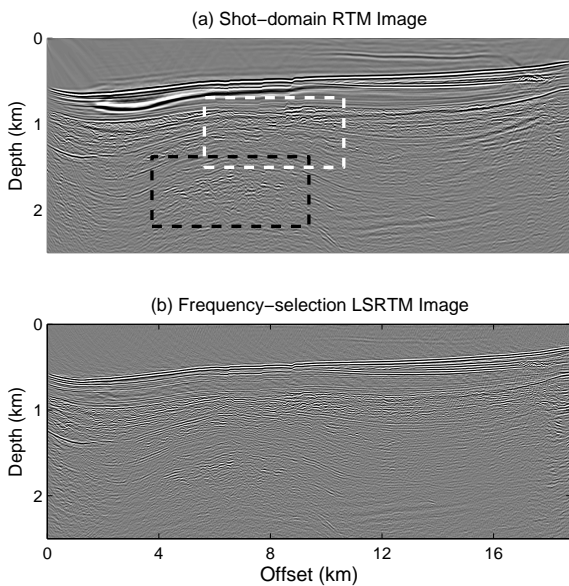 (a) Shot−domain RTM Image
0
1
2
Depth (km)
(b) Frequency−selection LSRTM Image
0
1
2
Depth (km)
0 4 8 12 16
Offset (km)